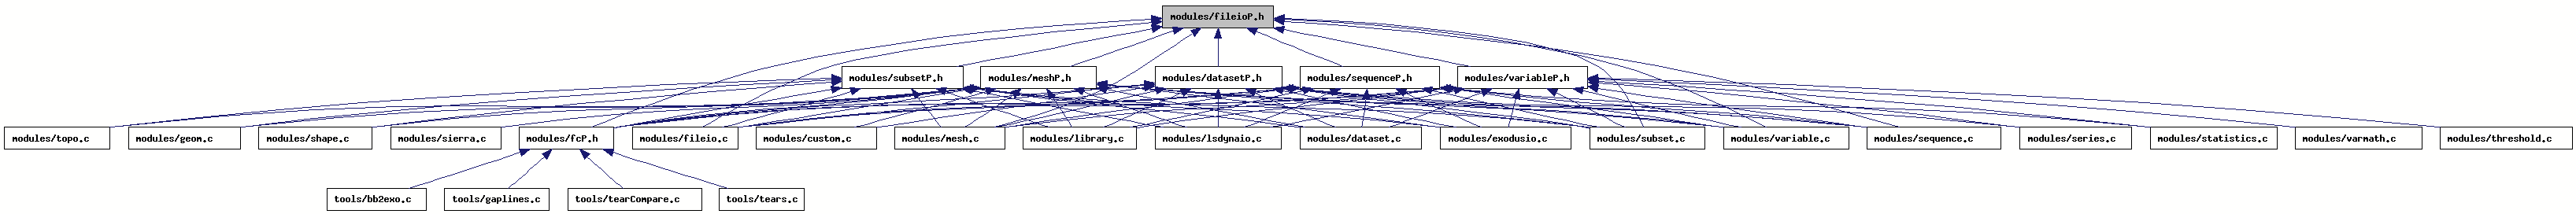 modules/fileioP.h
modules/subsetP.h
modules/meshP.h
modules/datasetP.h
modules/sequenceP.h
modules/variableP.h
modules/topo.c
modules/geom.c
modules/shape.c
modules/sierra.c
modules/fcP.h
modules/fileio.c
modules/custom.c
modules/mesh.c
modules/library.c
modules/lsdynaio.c
modules/dataset.c
modules/exodusio.c
modules/subset.c
modules/variable.c
modules/sequence.c
modules/series.c
modules/statistics.c
modules/varmath.c
modules/threshold.c
tools/bb2exo.c
tools/gaplines.c
tools/tearCompare.c
tools/tears.c